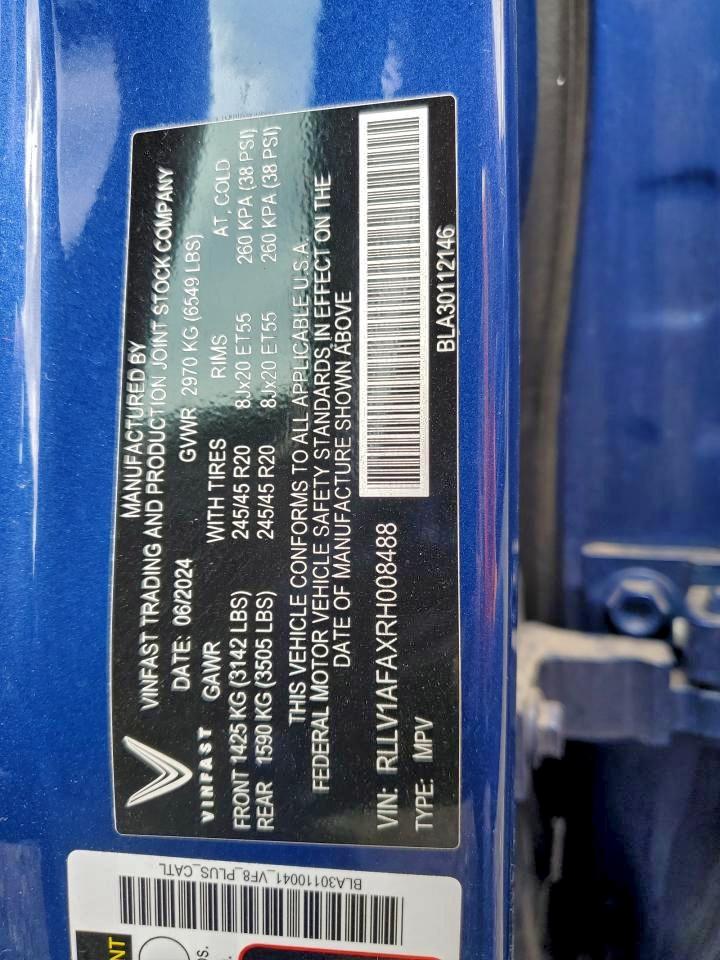 MANUFACTURED BY
VINFAST TRADING AND PRODUCTION JOINT STOCK COMPANY
DATE: 06/2024 GVWR 2970 KG (6549 LBS)
VINFAST
GAWR WITH TIRES RIMS AT, COLD
FRONT 1425 KG (3142 LBS) 245/45 R20 8Jx20 ET55 260 KPA (38 PSI)
REAR 1590 KG (3505 LBS) 245/45 R20 8Jx20 ET55 260 KPA (38 PSI)
THIS VEHICLE CONFORMS TO ALL APPLICABLE U.S.A.
FEDERAL MOTOR VEHICLE SAFETY STANDARDS IN EFFECT ON THE
DATE OF MANUFACTURE SHOWN ABOVE
VIN: RLLV1AFAXRH008488
TYPE: MPV
BLA30112146
BLA30110041_VF8_PLUS_CATL